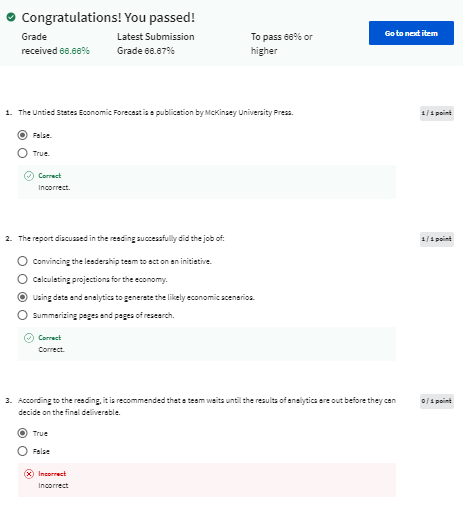 Congratulations! You passed!
Grade received 66.66%
Latest Submission Grade 66.67%
To pass 66% or higher
Go to next item
1. The Untied States Economic Forecast is a publication by McKinsey University Press.
1 / 1 point
False.
True.
Correct
Incorrect.
2. The report discussed in the reading successfully did the job of:
1 / 1 point
Convincing the leadership team to act on an initiative.
Calculating projections for the economy.
Using data and analytics to generate the likely economic scenarios.
Summarizing pages and pages of research.
Correct
Correct.
3. According to the reading, it is recommended that a team waits until the results of analytics are out before they can
decide on the final deliverable.
0 / 1 point
True
False
Incorrect
Incorrect